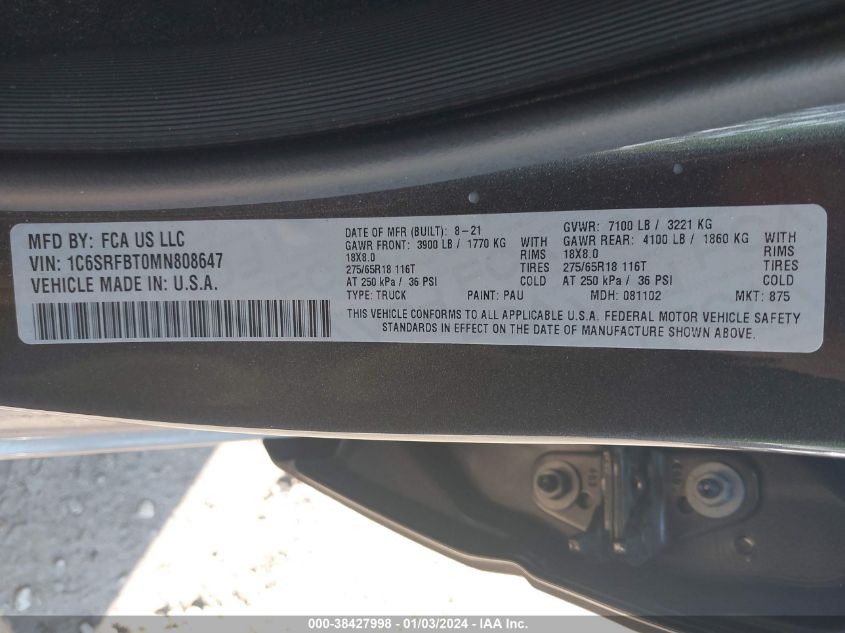 MFD BY: FCA US LLC
VIN: 1C6SRFBT0MN808647
VEHICLE MADE IN: U.S.A.
DATE OF MFR (BUILT): 8-21 GVWR: 7100 LB / 3221 KG
GAWR FRONT: 3900 LB / 1770 KG WITH GAWR REAR: 4100 LB / 1860 KG WITH
18X8.0 RIMS 18X8.0 RIMS
275/65R18 116T TIRES 275/65R18 116T TIRES
AT 250 kPa / 36 PSI COLD AT 250 kPa / 36 PSI COLD
TYPE: TRUCK PAINT: PAU MDH: 081102 MKT: 875
THIS VEHICLE CONFORMS TO ALL APPLICABLE U.S.A. FEDERAL MOTOR VEHICLE SAFETY
STANDARDS IN EFFECT ON THE DATE OF MANUFACTURE SHOWN ABOVE.
000-38427998 - 01/03/2024 - IAA Inc.